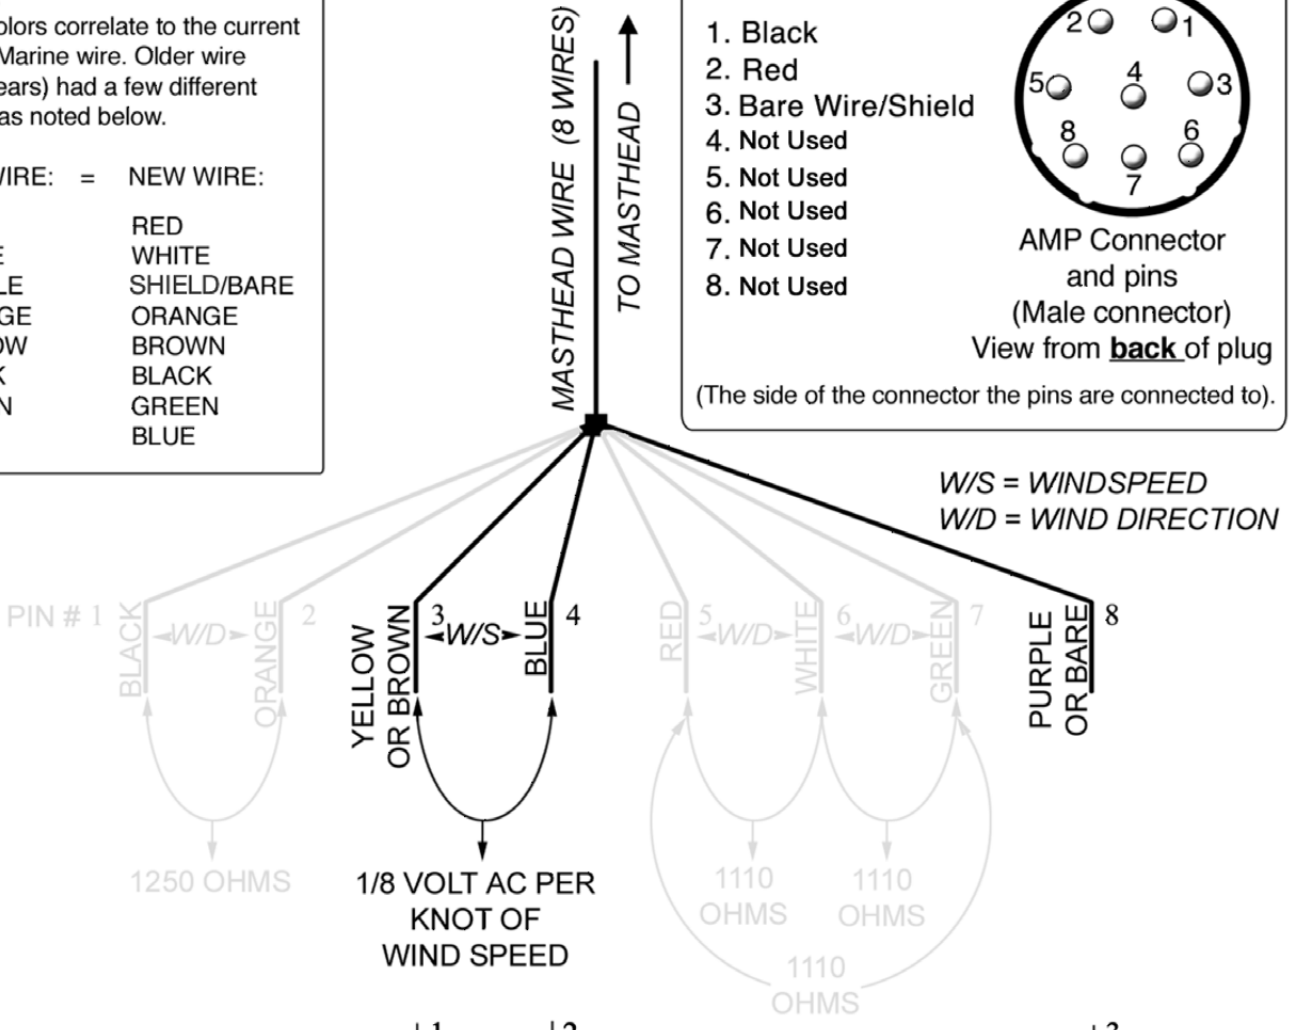 olors correlate to the current
Marine wire. Older wire
ears) had a few different
as noted below.
WIRE: = NEW WIRE:
RED
E WHITE
LE SHIELD/BARE
GE ORANGE
OW BROWN
K BLACK
N GREEN
BLUE
MASTHEAD WIRE (8 WIRES)
TO MASTHEAD
1. Black
2. Red
3. Bare Wire/Shield
4. Not Used
5. Not Used
6. Not Used
7. Not Used
8. Not Used
2 1
5 4 3
8 6
7
AMP Connector
and pins
(Male connector)
View from back of plug
(The side of the connector the pins are connected to).
W/S = WINDSPEED
W/D = WIND DIRECTION
PIN # 1
BLACK
W/D
ORANGE
2
YELLOW
OR BROWN
3
W/S
BLUE
4
RED
5
W/D
WHITE
6
W/D
GREEN
7
PURPLE
OR BARE
8
1250 OHMS
1/8 VOLT AC PER
KNOT OF
WIND SPEED
1110
OHMS
1110
OHMS
1110
OHMS
1 2 3